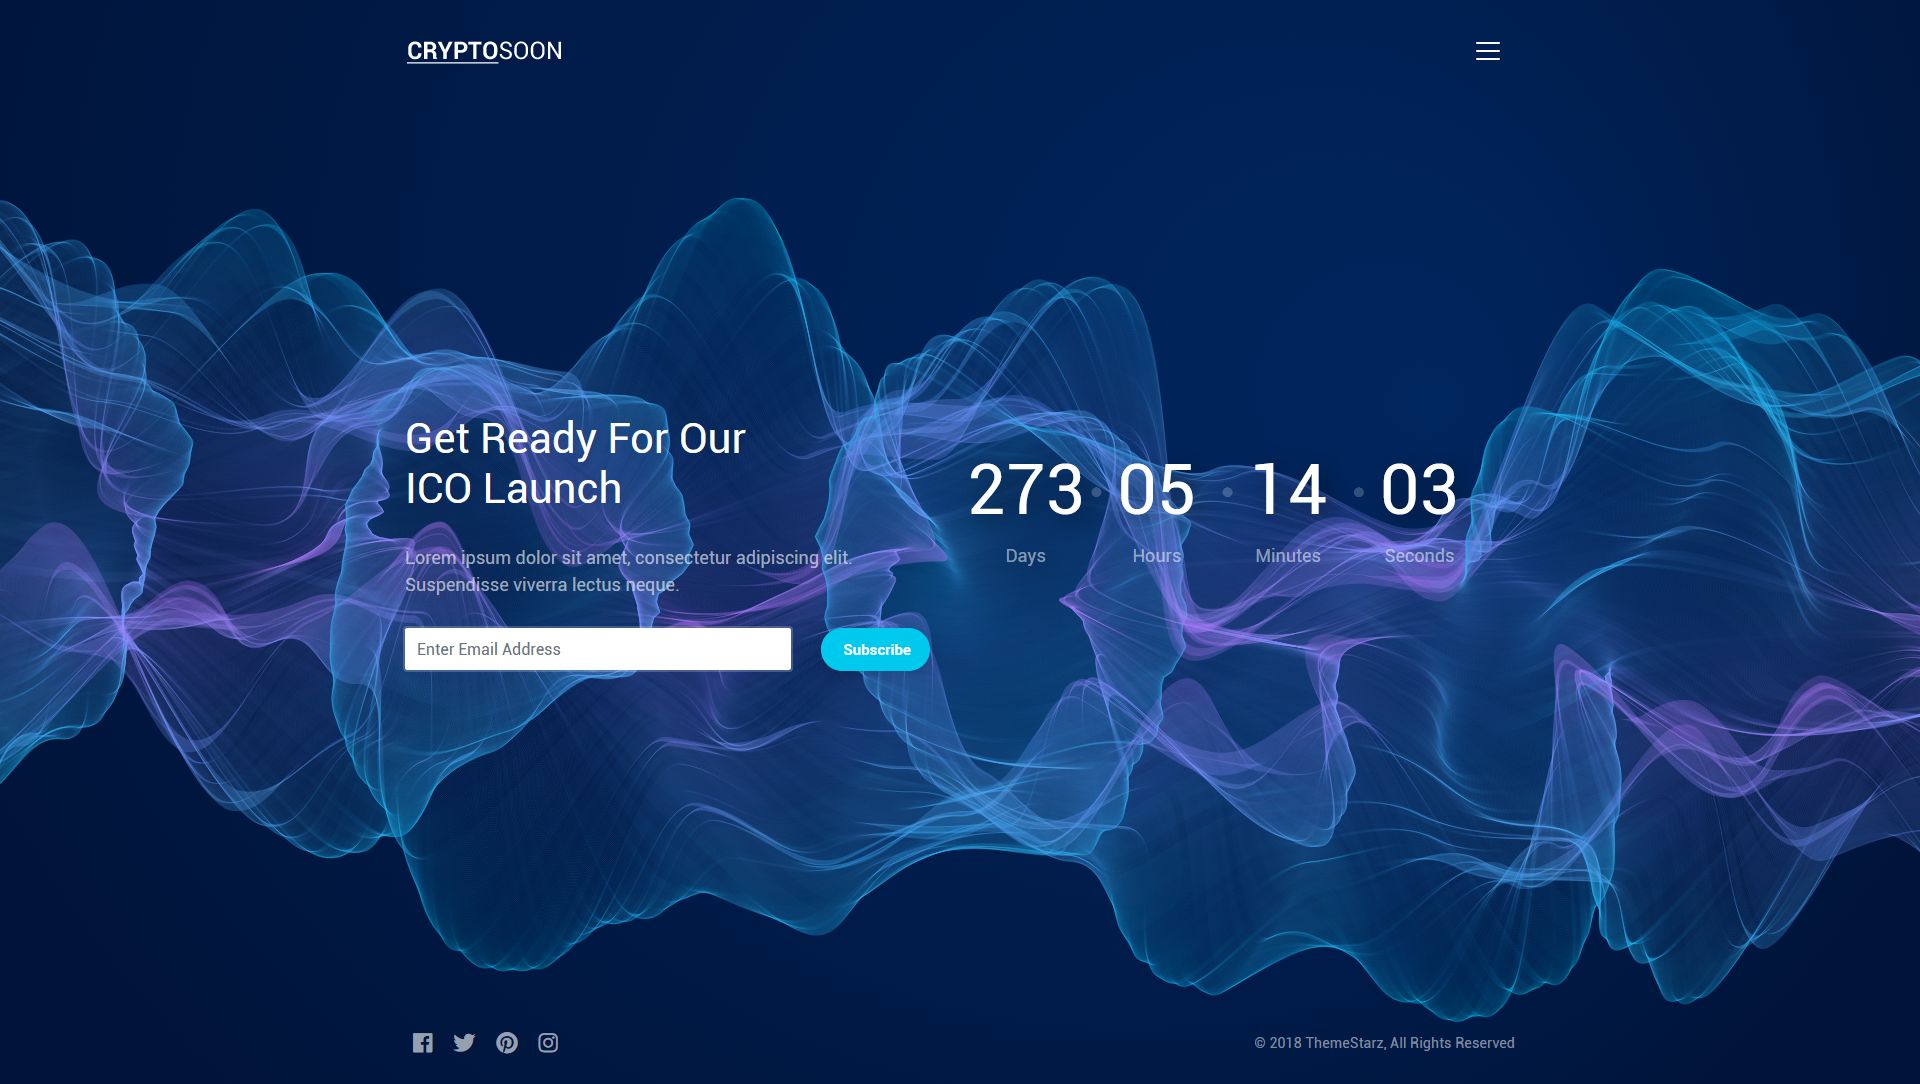 CRYPTOSOON
Get Ready For Our
ICO Launch
Lorem ipsum dolor sit amet, consectetur adipiscing elit.
Suspendisse viverra lectus neque.
Enter Email Address
Subscribe
273 05 14 03
Days Hours Minutes Seconds
© 2018 ThemeStarz, All Rights Reserved